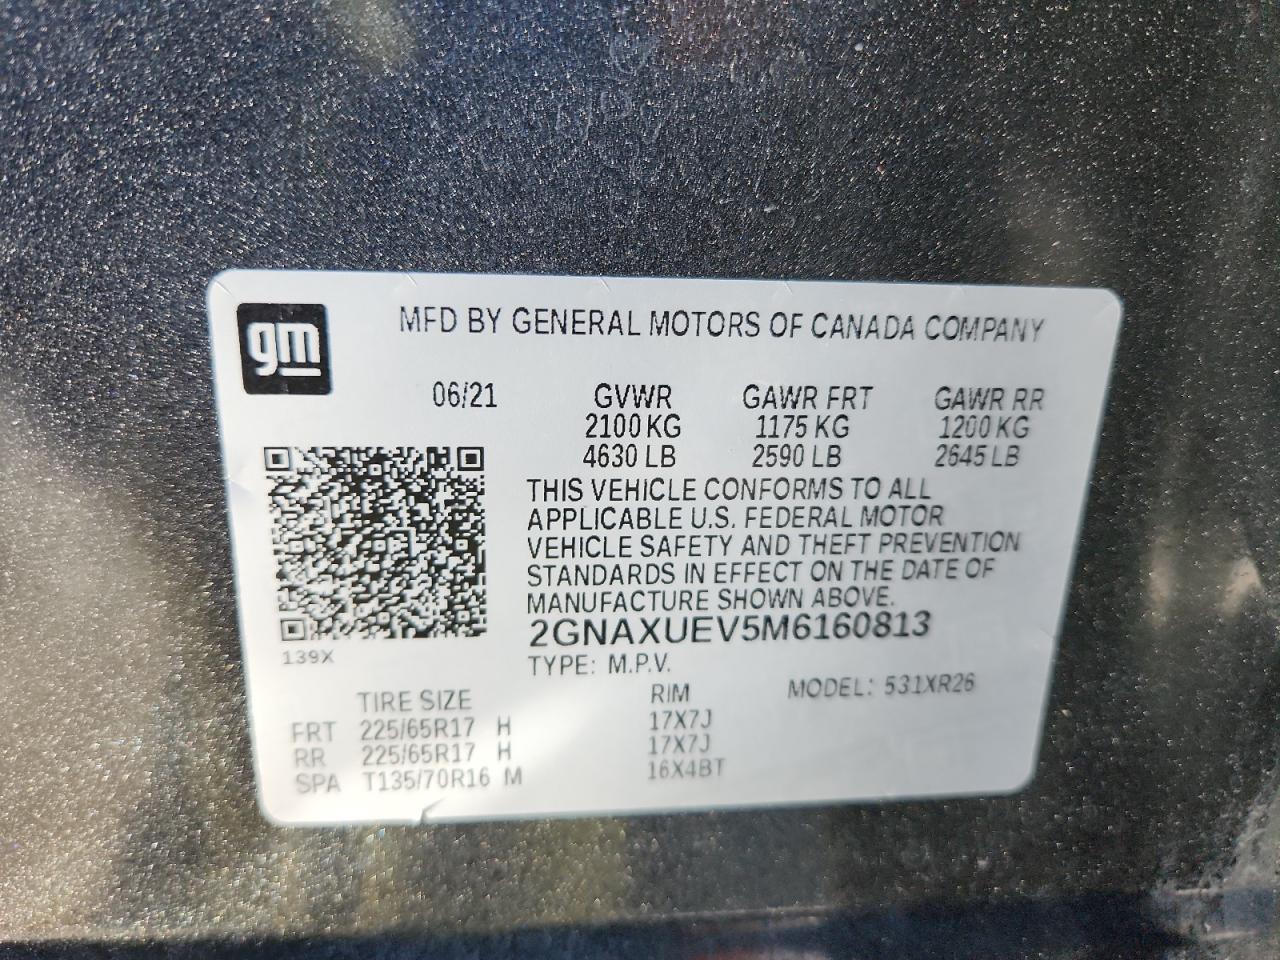 gm
MFD BY GENERAL MOTORS OF CANADA COMPANY
06/21 GVWR GAWR FRT GAWR RR
2100 KG 1175 KG 1200 KG
4630 LB 2590 LB 2645 LB
THIS VEHICLE CONFORMS TO ALL
APPLICABLE U.S. FEDERAL MOTOR
VEHICLE SAFETY AND THEFT PREVENTION
STANDARDS IN EFFECT ON THE DATE OF
MANUFACTURE SHOWN ABOVE.
2GNAXUEV5M6160813
139X
TYPE: M.P.V.
TIRE SIZE RIM MODEL: 531XR26
FRT 225/65R17 H 17X7J
RR 225/65R17 H 17X7J
SPA T135/70R16 M 16X4BT